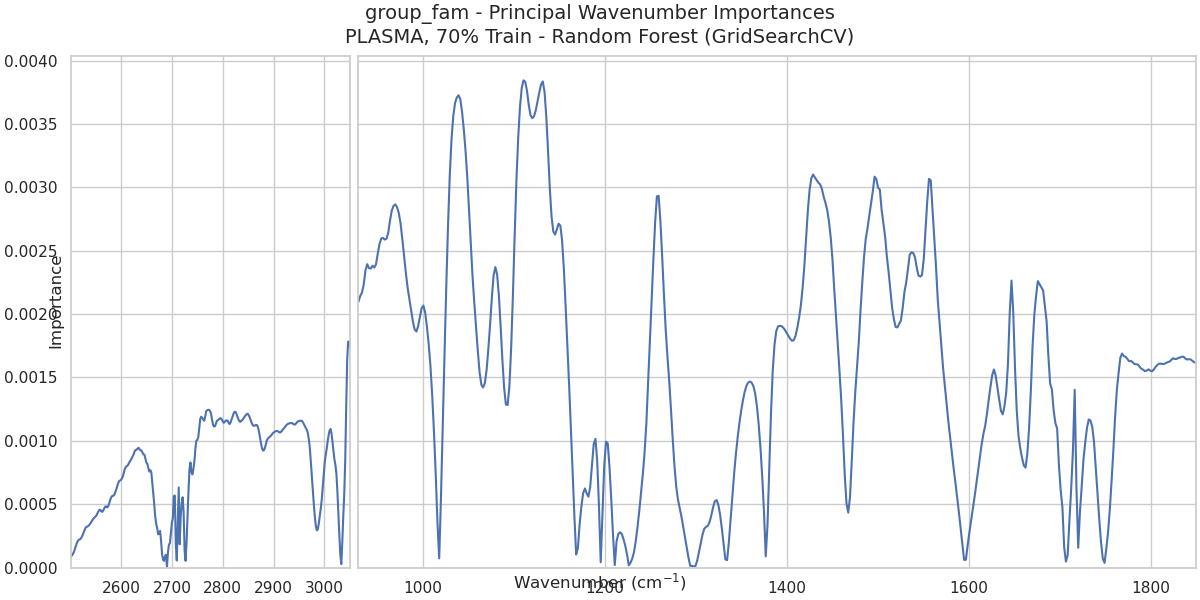 group_fam - Principal Wavenumber Importances
PLASMA, 70% Train - Random Forest (GridSearchCV)
0.0040
0.0035
0.0030
0.0025
0.0020
0.0015
0.0010
0.0005
0.0000
Importance
2600 2700 2800 2900 3000 1000 1200 1400 1600 1800
Wavenumber (cm⁻¹)